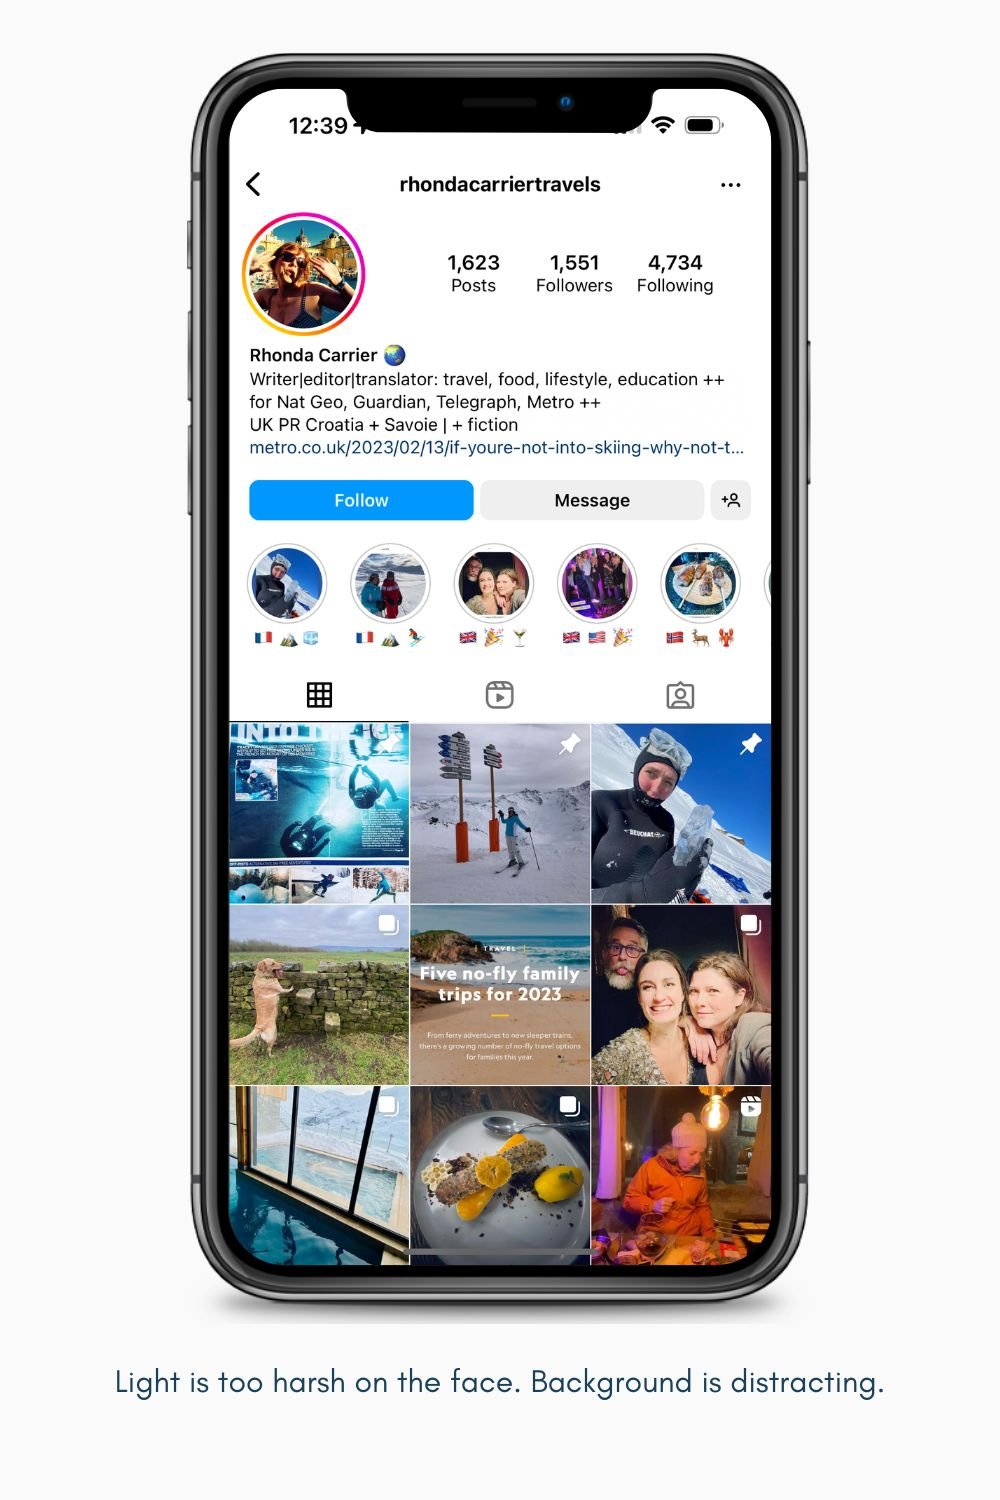 12:39
rhondacarriertravels
1,623 1,551 4,734
Posts Followers Following
Rhonda Carrier
Writer|editor|translator: travel, food, lifestyle, education ++
for Nat Geo, Guardian, Telegraph, Metro ++
UK PR Croatia + Savoie | + fiction
metro.co.uk/2023/02/13/if-youre-not-into-skiing-why-not-t...
Follow Message
INTO THE ICE
BEUCHAT
TRAVEL
Five no-fly family
trips for 2023
From ferry adventures to new sleeper trains,
there's a growing number of no-fly travel options
for families this year.
Light is too harsh on the face. Background is distracting.